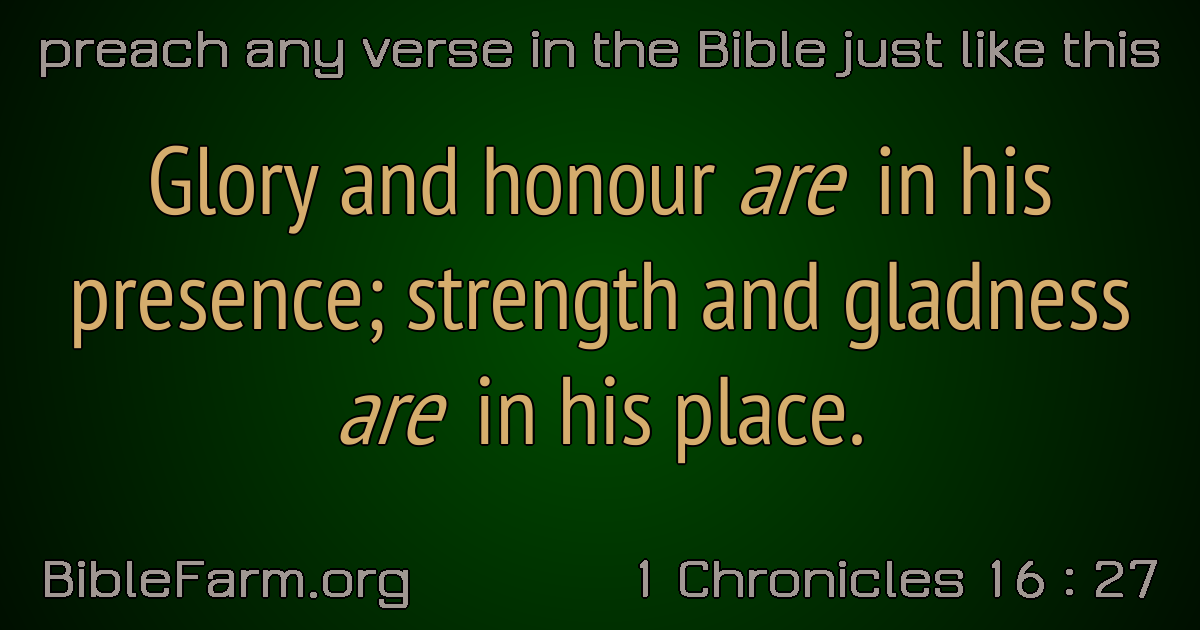 preach any verse in the Bible just like this
Glory and honour are in his
presence; strength and gladness
are in his place.
BibleFarm.org
1 Chronicles 16 : 27